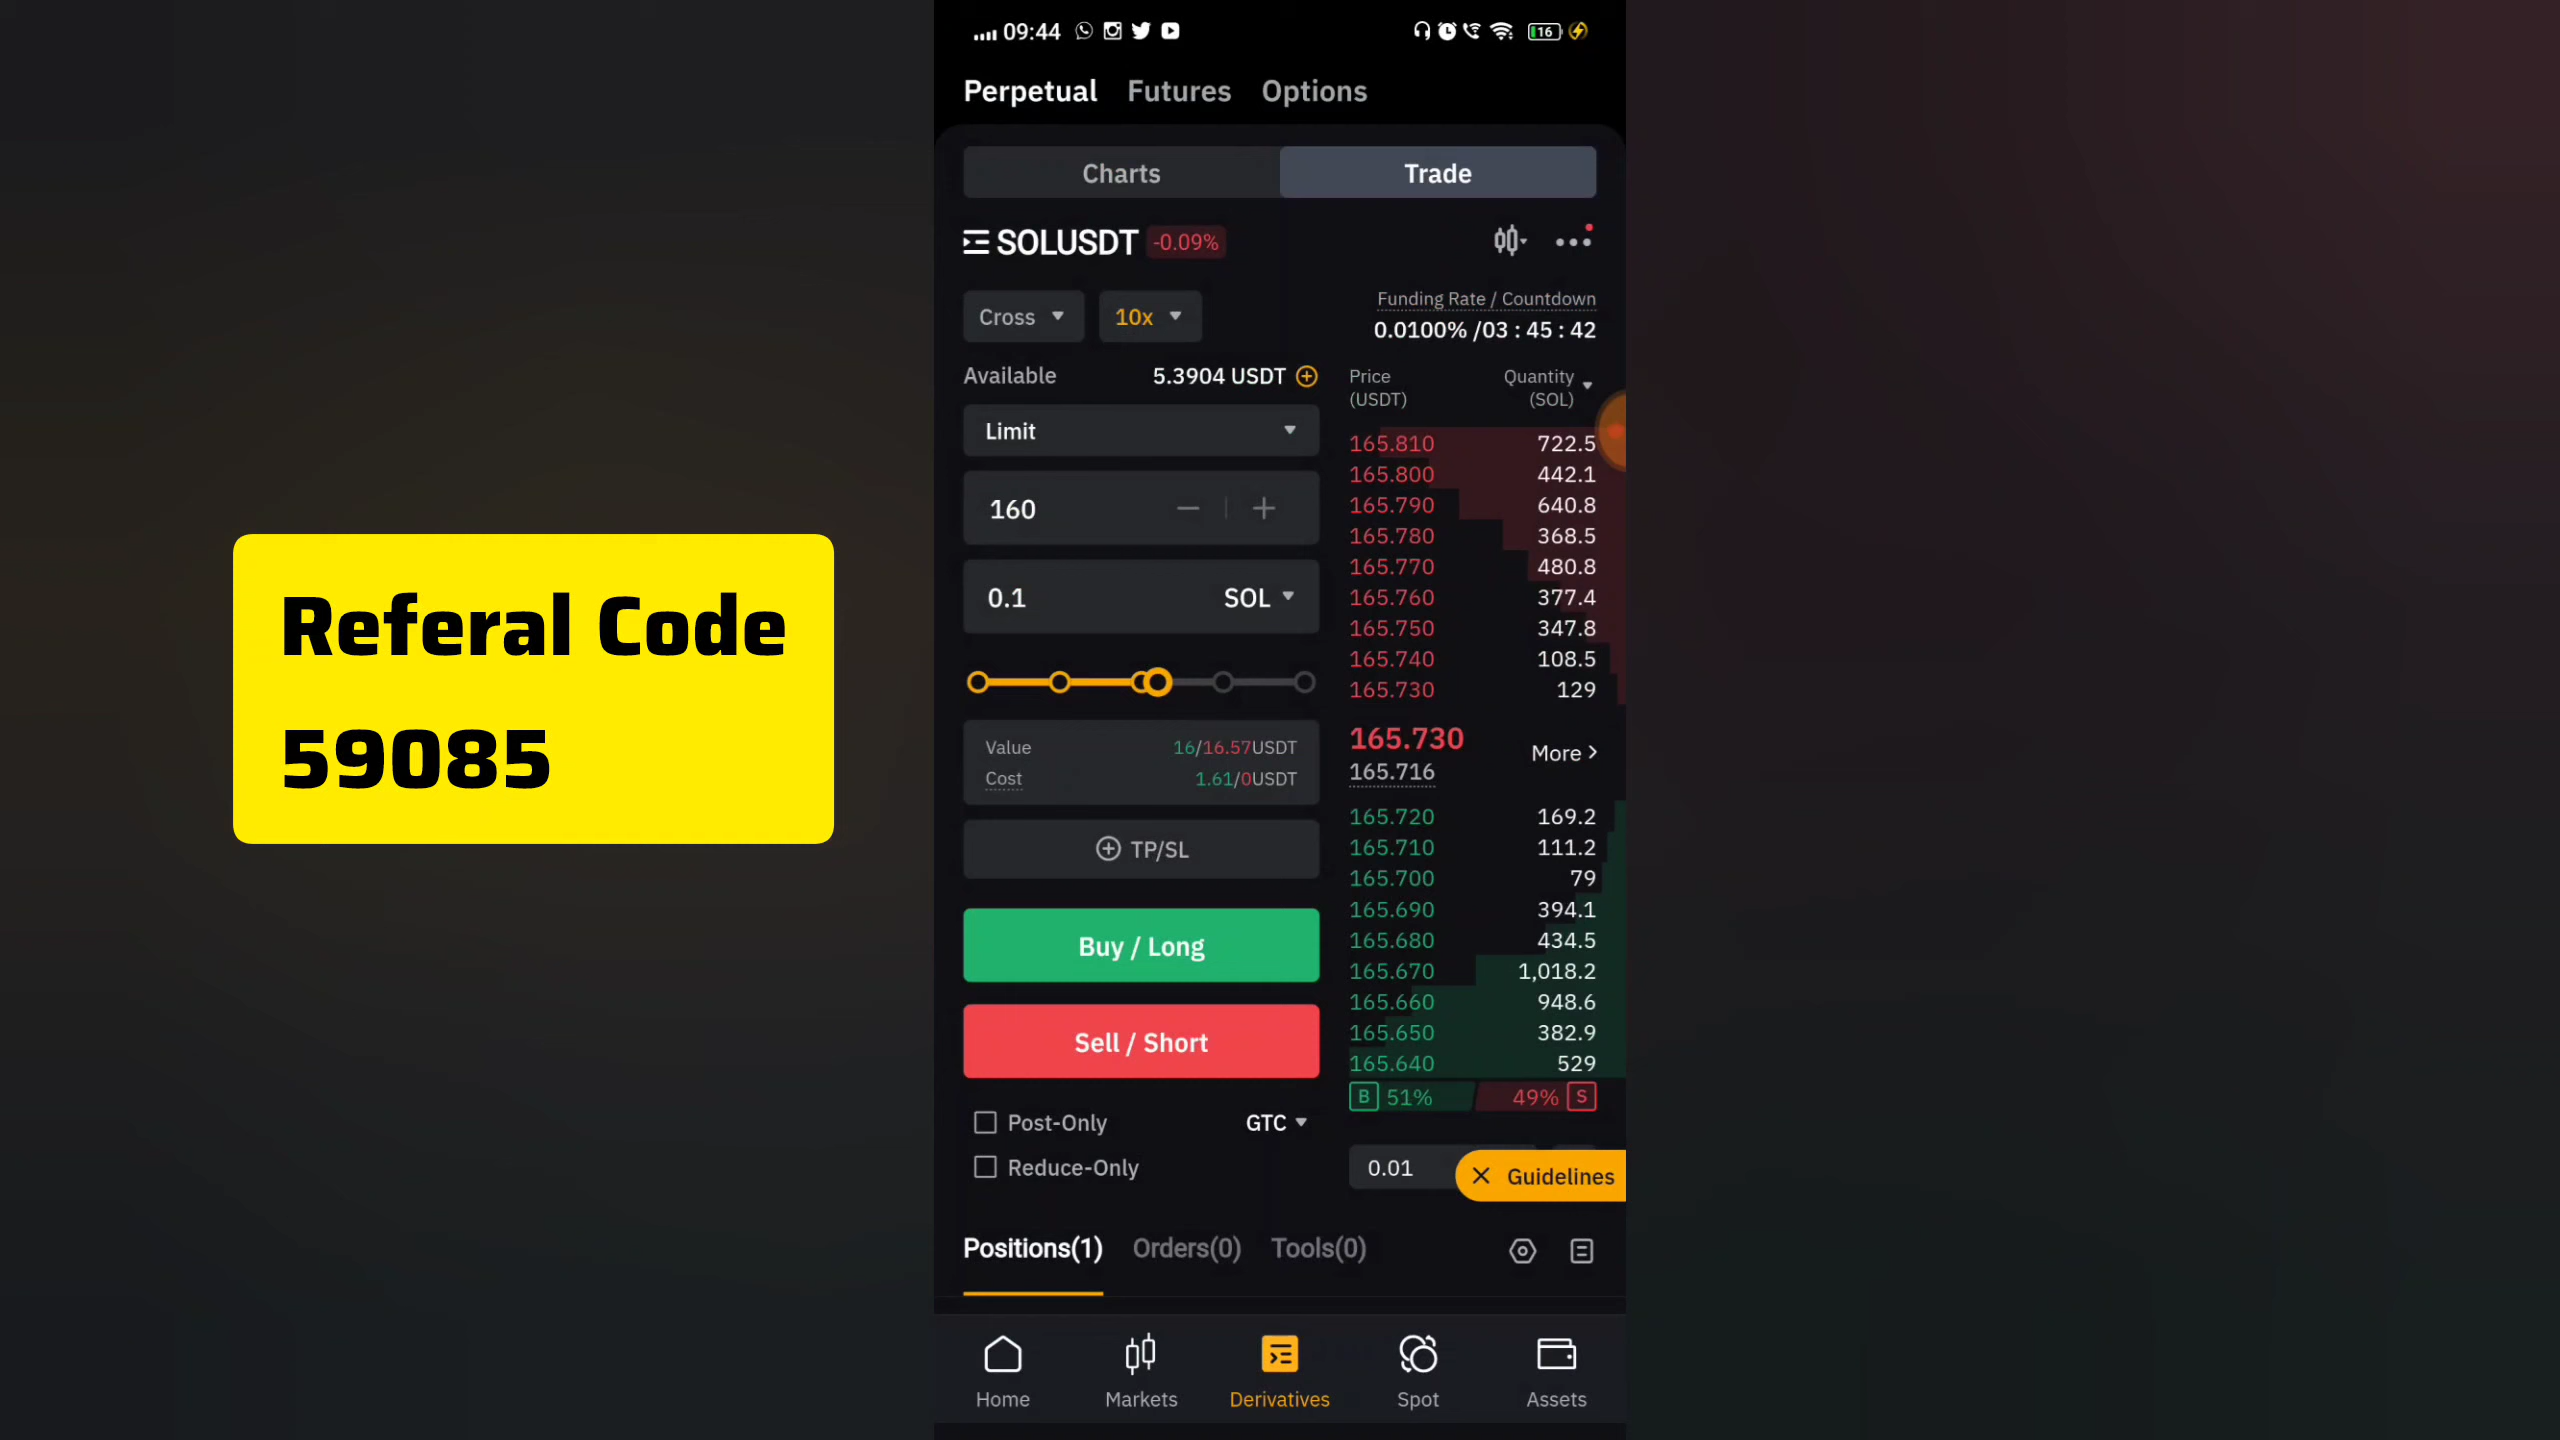 09:44
16
Perpetual Futures Options
Charts Trade
SOLUSDT -0.09%
Cross 10x
Funding Rate / Countdown
0.0100% /03 : 45 : 42
Available 5.3904 USDT
Limit
160
0.1 SOL
Value 16/16.57USDT
Cost 1.61/0USDT
TP/SL
Buy / Long
Sell / Short
Post-Only GTC
Reduce-Only
Price Quantity
(USDT) (SOL)
165.810 722.5
165.800 442.1
165.790 640.8
165.780 368.5
165.770 480.8
165.760 377.4
165.750 347.8
165.740 108.5
165.730 129
165.730
165.716
More
165.720 169.2
165.710 111.2
165.700 79
165.690 394.1
165.680 434.5
165.670 1,018.2
165.660 948.6
165.650 382.9
165.640 529
B 51% 49% S
0.01
Guidelines
Positions(1) Orders(0) Tools(0)
Home Markets Derivatives Spot Assets
Referal Code
59085